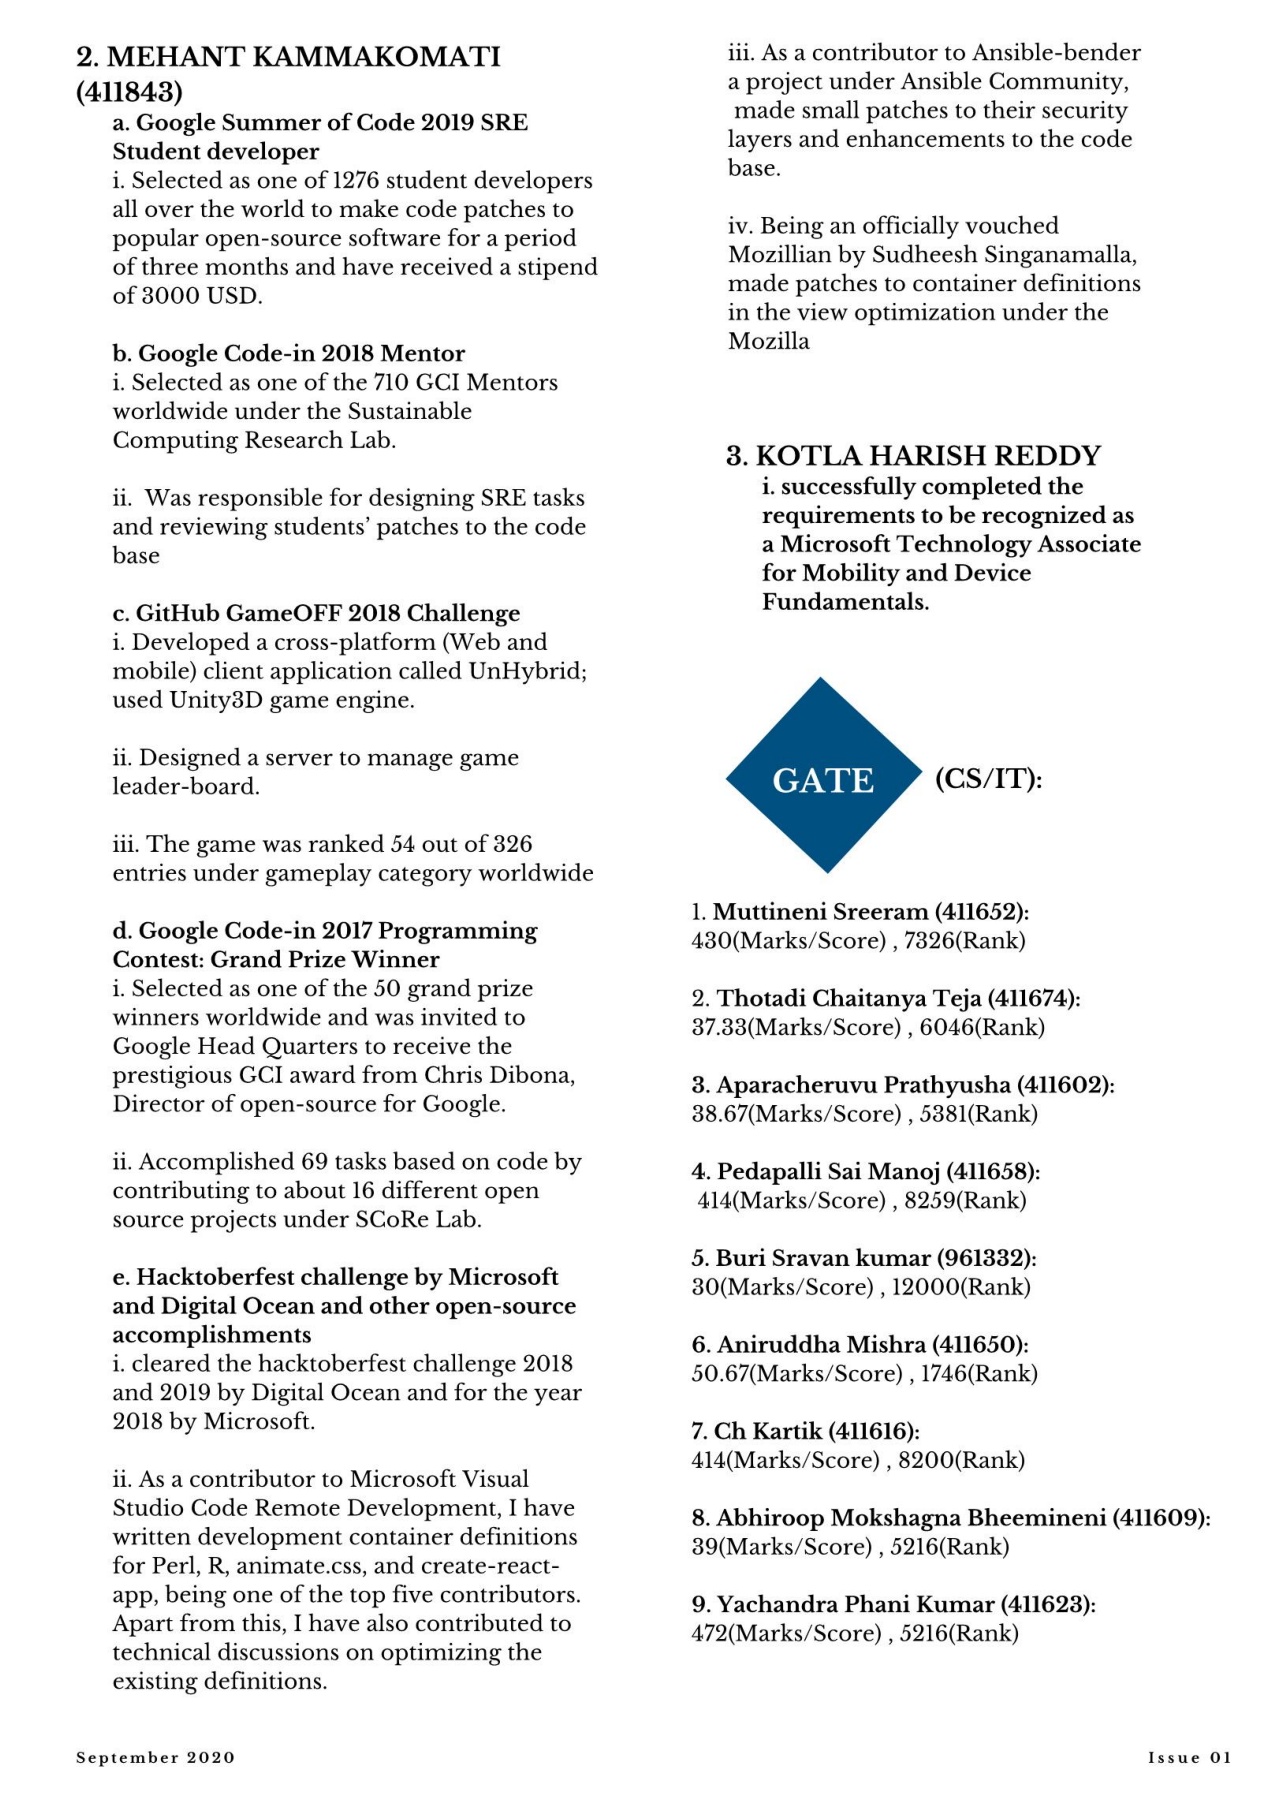 2. MEHANT KAMMAKOMATI
(411843)
a. Google Summer of Code 2019 SRE
Student developer
i. Selected as one of 1276 student developers
all over the world to make code patches to
popular open-source software for a period
of three months and have received a stipend
of 3000 USD.
b. Google Code-in 2018 Mentor
i. Selected as one of the 710 GCI Mentors
worldwide under the Sustainable
Computing Research Lab.
ii. Was responsible for designing SRE tasks
and reviewing students’ patches to the code
base
c. GitHub GameOFF 2018 Challenge
i. Developed a cross-platform (Web and
mobile) client application called UnHybrid;
used Unity3D game engine.
ii. Designed a server to manage game
leader-board.
iii. The game was ranked 54 out of 326
entries under gameplay category worldwide
d. Google Code-in 2017 Programming
Contest: Grand Prize Winner
i. Selected as one of the 50 grand prize
winners worldwide and was invited to
Google Head Quarters to receive the
prestigious GCI award from Chris Dibona,
Director of open-source for Google.
ii. Accomplished 69 tasks based on code by
contributing to about 16 different open
source projects under SCoRe Lab.
e. Hacktoberfest challenge by Microsoft
and Digital Ocean and other open-source
accomplishments
i. cleared the hacktoberfest challenge 2018
and 2019 by Digital Ocean and for the year
2018 by Microsoft.
ii. As a contributor to Microsoft Visual
Studio Code Remote Development, I have
written development container definitions
for Perl, R, animate.css, and create-react-
app, being one of the top five contributors.
Apart from this, I have also contributed to
technical discussions on optimizing the
existing definitions.
iii. As a contributor to Ansible-bender
a project under Ansible Community,
made small patches to their security
layers and enhancements to the code
base.
iv. Being an officially vouched
Mozillian by Sudheesh Singanamalla,
made patches to container definitions
in the view optimization under the
Mozilla
3. KOTLA HARISH REDDY
i. successfully completed the
requirements to be recognized as
a Microsoft Technology Associate
for Mobility and Device
Fundamentals.
GATE (CS/IT):
1. Muttineni Sreeram (411652):
430(Marks/Score) , 7326(Rank)
2. Thotadi Chaitanya Teja (411674):
37.33(Marks/Score) , 6046(Rank)
3. Aparacheruvu Prathyusha (411602):
38.67(Marks/Score) , 5381(Rank)
4. Pedapalli Sai Manoj (411658):
414(Marks/Score) , 8259(Rank)
5. Buri Sravan kumar (961332):
30(Marks/Score) , 12000(Rank)
6. Aniruddha Mishra (411650):
50.67(Marks/Score) , 1746(Rank)
7. Ch Kartik (411616):
414(Marks/Score) , 8200(Rank)
8. Abhiroop Mokshagna Bheemineni (411609):
39(Marks/Score) , 5216(Rank)
9. Yachandra Phani Kumar (411623):
472(Marks/Score) , 5216(Rank)
September 2020
Issue 01